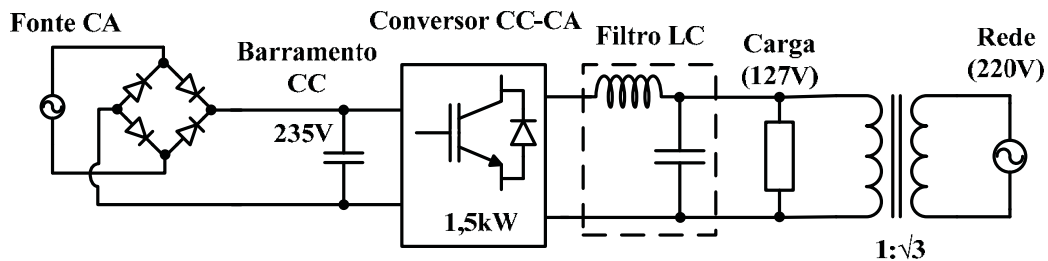 Fonte CA
Barramento
CC
235V
Conversor CC-CA
1,5kW
Filtro LC
Carga
(127V)
1:√3
Rede
(220V)